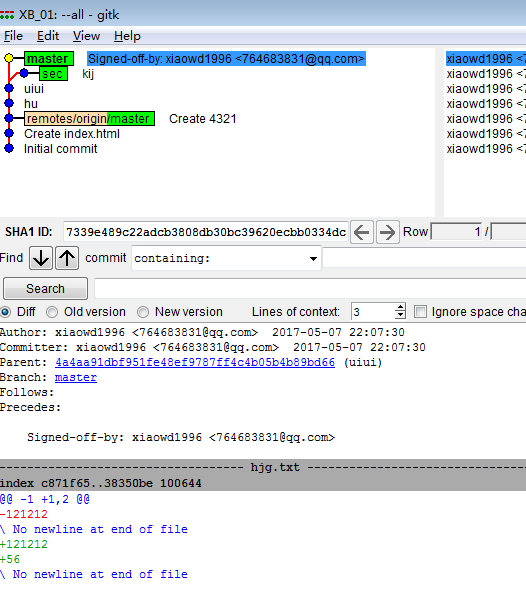 XB_01: --all - gitk
File Edit View Help
master Signed-off-by: xiaowd1996 <764683831@qq.com> xiaowd1996 <7
sec kij xiaowd1996 <7
uiui xiaowd1996 <7
hu xiaowd1996 <7
remotes/origin/master Create 4321 xiaowd1996 <7
Create index.html xiaowd1996 <7
Initial commit xiaowd1996 <7
SHA1 ID: 7339e489c22adcb3808db30bc39620ecbb0334dc Row 1 /
Find commit containing:
Search
Diff Old version New version Lines of context: 3 Ignore space cha
Author: xiaowd1996 <764683831@qq.com> 2017-05-07 22:07:30
Committer: xiaowd1996 <764683831@qq.com> 2017-05-07 22:07:30
Parent: 4a4aa91dbf951fe48ef9787ff4c4b05b4b89bd66 (uiui)
Branch: master
Follows:
Precedes:
Signed-off-by: xiaowd1996 <764683831@qq.com>
hjg.txt
index c871f65..38350be 100644
@@ -1 +1,2 @@
-121212
\ No newline at end of file
+121212
+56
\ No newline at end of file